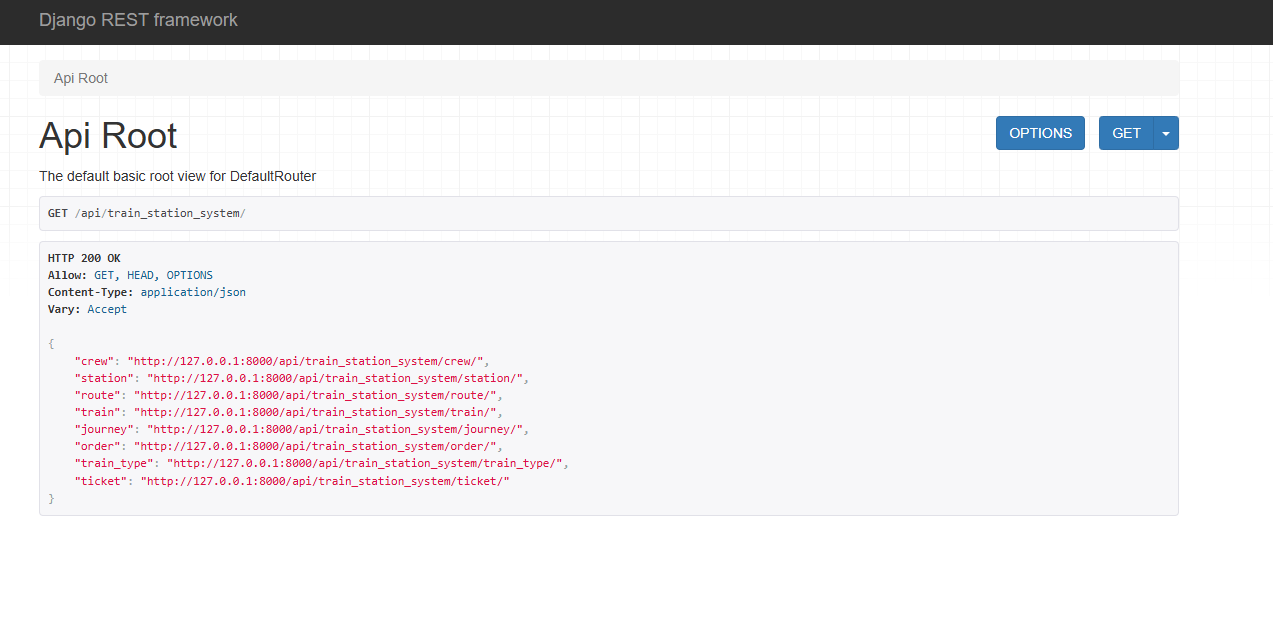 Django REST framework
Api Root
Api Root
OPTIONS
GET
The default basic root view for DefaultRouter
GET /api/train_station_system/
HTTP 200 OK
Allow: GET, HEAD, OPTIONS
Content-Type: application/json
Vary: Accept
{
    "crew": "http://127.0.0.1:8000/api/train_station_system/crew/",
    "station": "http://127.0.0.1:8000/api/train_station_system/station/",
    "route": "http://127.0.0.1:8000/api/train_station_system/route/",
    "train": "http://127.0.0.1:8000/api/train_station_system/train/",
    "journey": "http://127.0.0.1:8000/api/train_station_system/journey/",
    "order": "http://127.0.0.1:8000/api/train_station_system/order/",
    "train_type": "http://127.0.0.1:8000/api/train_station_system/train_type/",
    "ticket": "http://127.0.0.1:8000/api/train_station_system/ticket/"
}